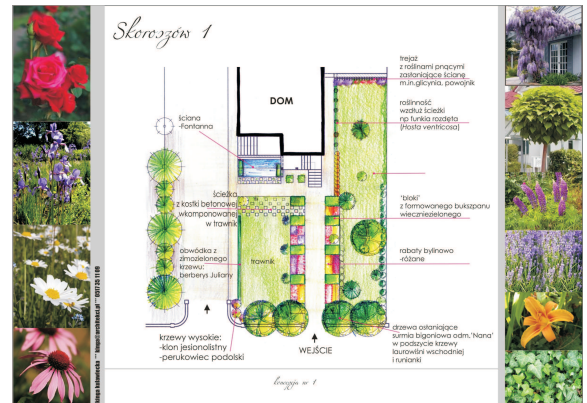 Skoroszów 1
trejaż
z roślinami pnącymi
zasłaniające ścianę
m.in.glicynia, powojnik
DOM
roślinność
wzdłuż ścieżki
np funkia rozdęta
(Hosta ventricosa)
ściana
-Fontanna
ścieżka
z kostki betonowej
wkomponowanej
w trawnik
'bloki'
z formowanego bukszpanu
wieczniezielonego
obwódka z
zimozielonego
krzewu:
berberys Juliany
trawnik
rabaty bylinowo
-różane
krzewy wysokie:
-klon jesionolistny
-perukowiec podolski
WEJŚCIE
drzewa osłaniające
surmia bigoniowa odm.'Nana'
w podszycie krzewy
laurowiśni wschodniej
i runianki
koncepcja nr 1